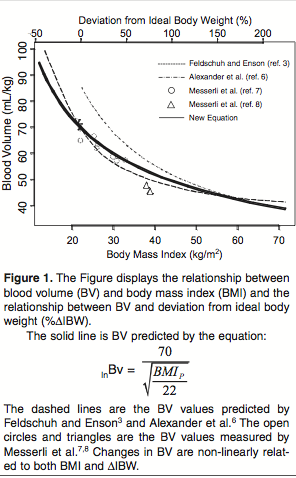 Deviation from Ideal Body Weight (%)
-50 0 50 100 150 200
100
90
80
70
60
50
40
Blood Volume (mL/kg)
Feldschuh and Enson (ref. 3)
Alexander et al. (ref. 6)
Messerli et al. (ref. 7)
Messerli et al. (ref. 8)
New Equation
20 30 40 50 60 70
Body Mass Index (kg/m²)
Figure 1. The Figure displays the relationship between
blood volume (BV) and body mass index (BMI) and the
relationship between BV and deviation from ideal body
weight (%ΔIBW).
The solid line is BV predicted by the equation:
InBv = 70 / √(BMIP / 22)
The dashed lines are the BV values predicted by
Feldschuh and Enson³ and Alexander et al.⁶ The open
circles and triangles are the BV values measured by
Messerli et al.⁷,⁸ Changes in BV are non-linearly relat-
ed to both BMI and ΔIBW.